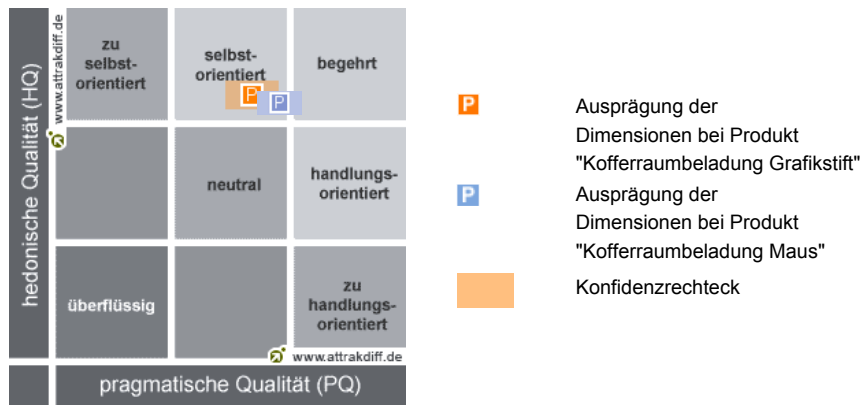 hedonische Qualität (HQ)
www.attrakdiff.de
zu
selbst-
orientiert
selbst-
orientiert
begehrt
P
P
neutral
handlungs-
orientiert
überflüssig
zu
handlungs-
orientiert
www.attrakdiff.de
pragmatische Qualität (PQ)
P
Ausprägung der
Dimensionen bei Produkt
"Kofferraumbeladung Grafikstift"
P
Ausprägung der
Dimensionen bei Produkt
"Kofferraumbeladung Maus"
Konfidenzrechteck